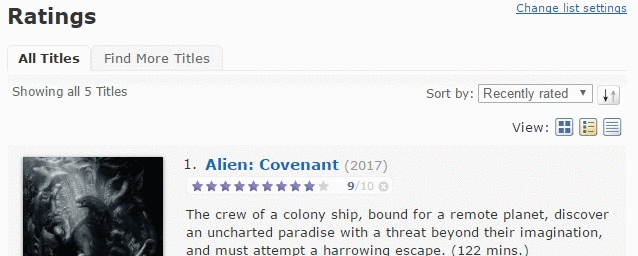 Ratings
Change list settings
All Titles
Find More Titles
Showing all 5 Titles
Sort by: Recently rated
View:
1. Alien: Covenant (2017)
9/10
The crew of a colony ship, bound for a remote planet, discover
an uncharted paradise with a threat beyond their imagination,
and must attempt a harrowing escape. (122 mins.)